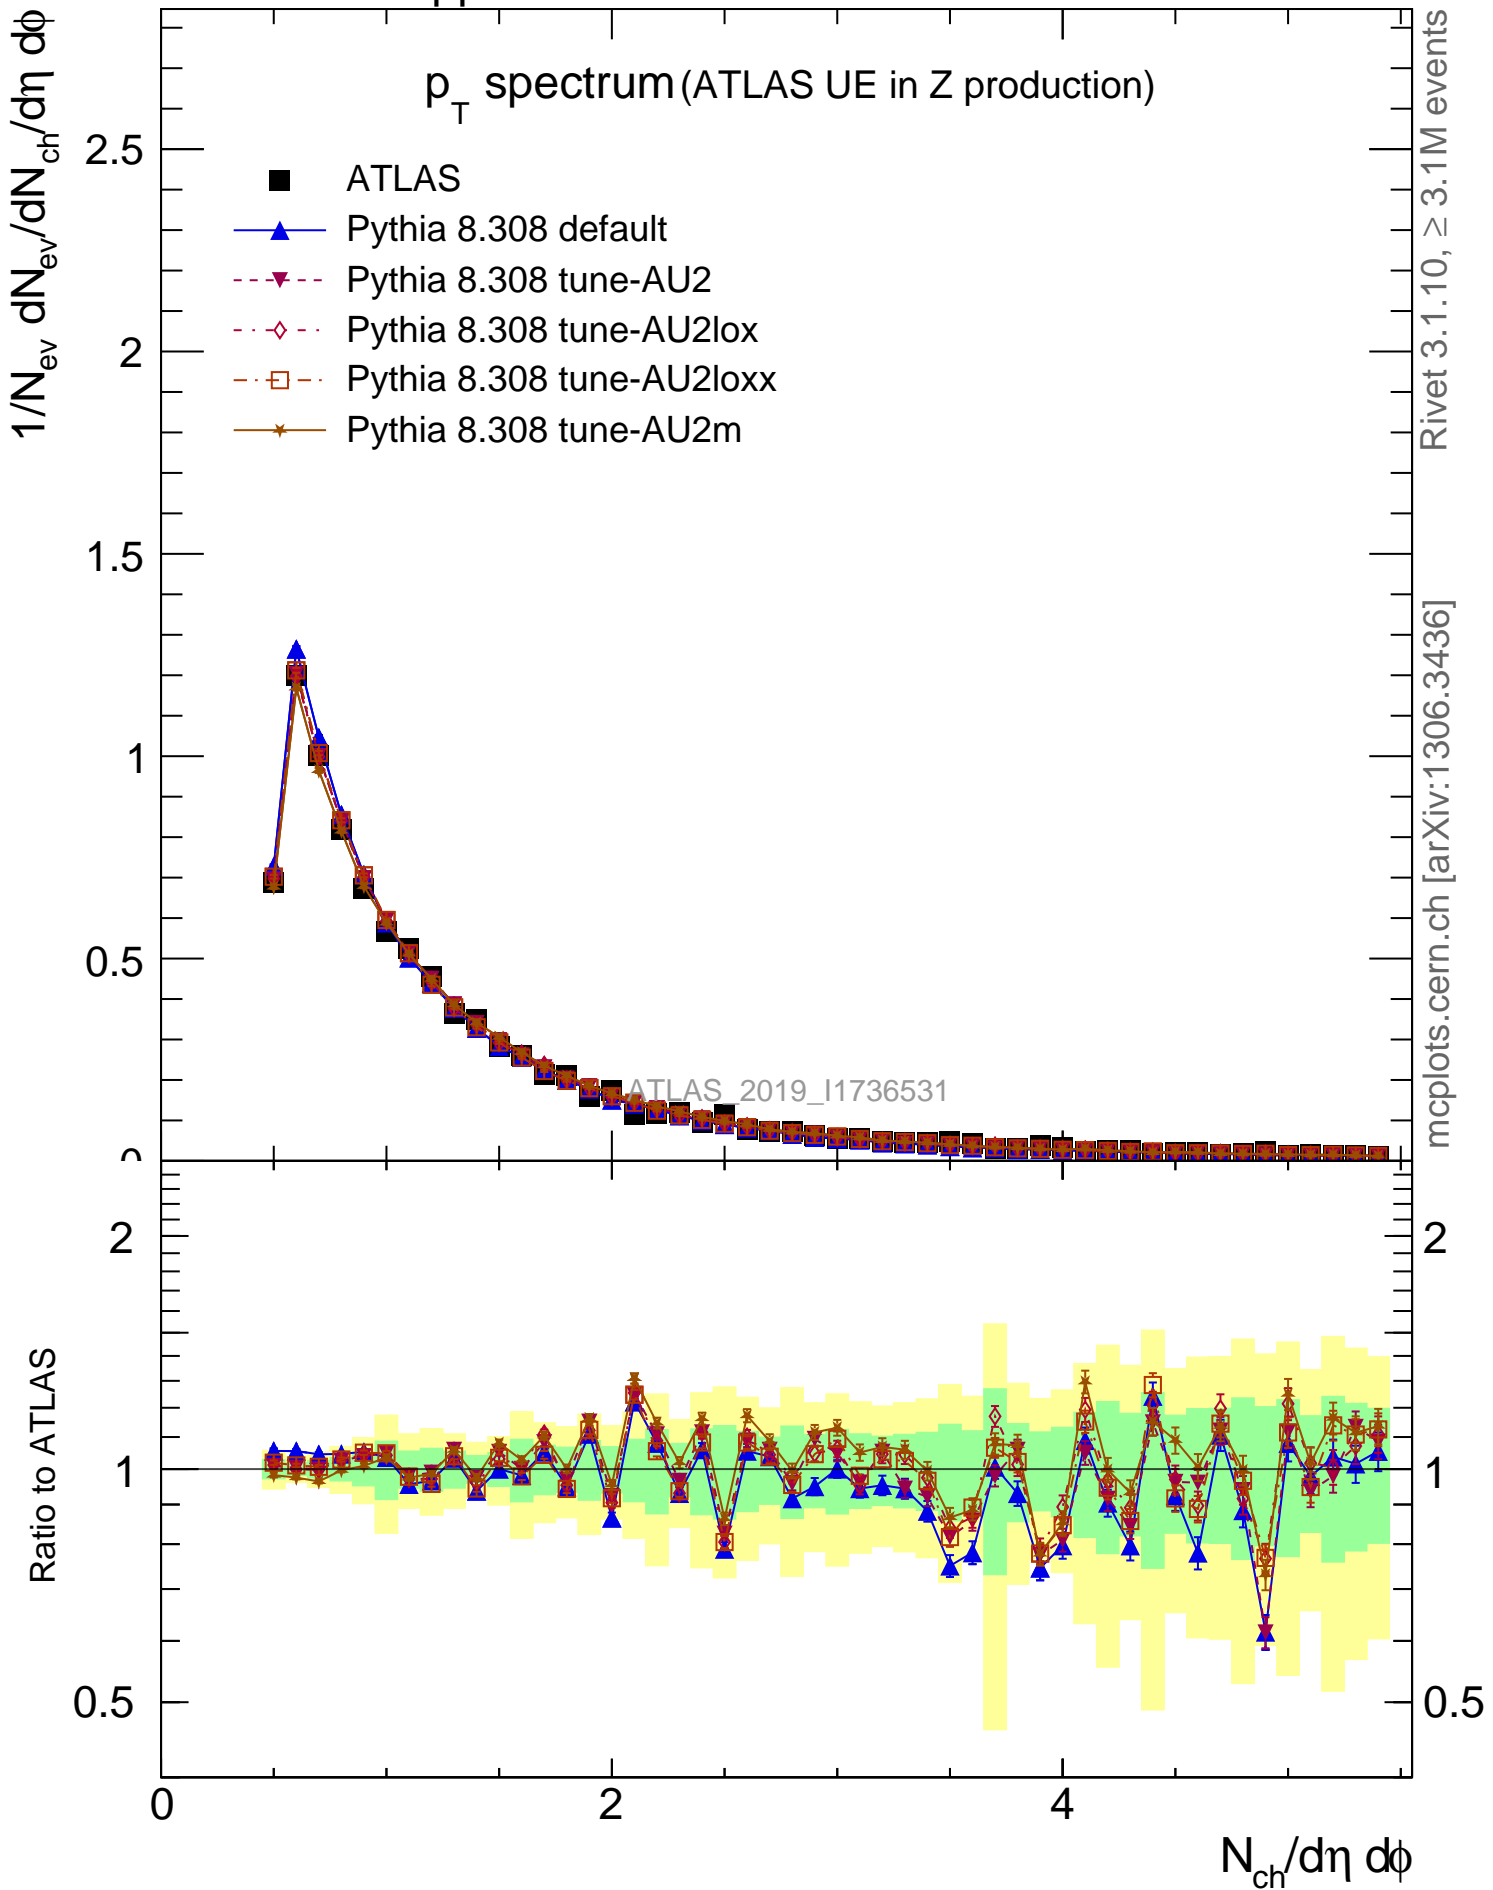 1/N_ev dN_ev/dN_ch/dη dφ
p_T spectrum (ATLAS UE in Z production)
ATLAS
Pythia 8.308 default
Pythia 8.308 tune-AU2
Pythia 8.308 tune-AU2lox
Pythia 8.308 tune-AU2loxx
Pythia 8.308 tune-AU2m
2.5
2
1.5
1
0.5
0
ATLAS_2019_I1736531
Rivet 3.1.10, ≥ 3.1M events
mcplots.cern.ch [arXiv:1306.3436]
Ratio to ATLAS
2
1
0.5
2
1
0.5
0
2
4
N_ch/dη dφ